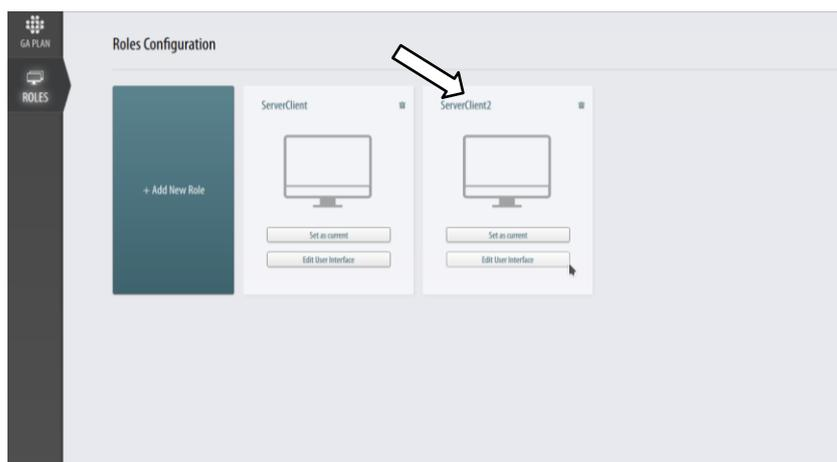 GA PLAN
ROLES
Roles Configuration
+ Add New Role
ServerClient
Set as current
Edit User Interface
ServerClient2
Set as current
Edit User Interface